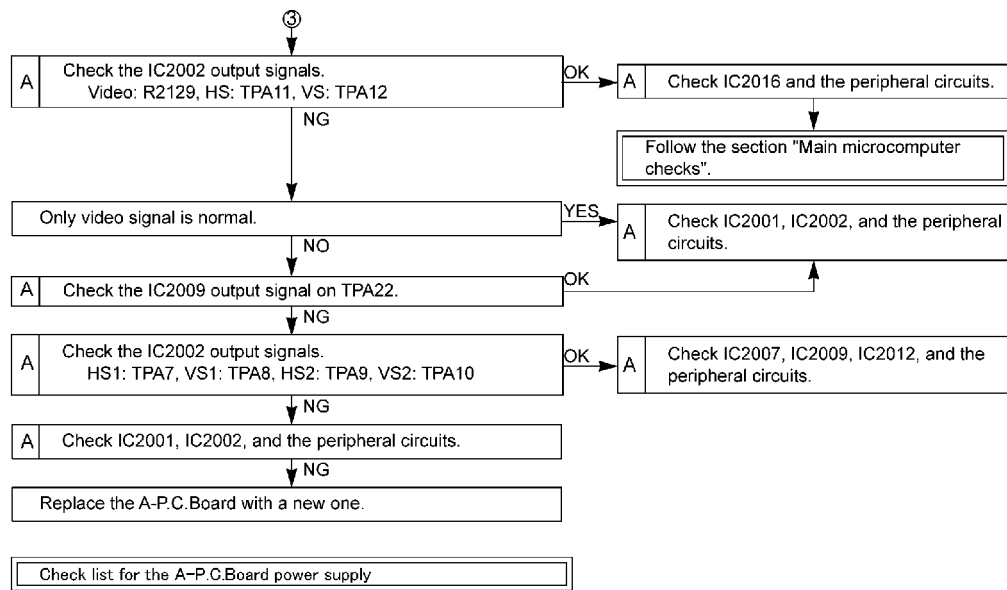 ③
A
Check the IC2002 output signals.
Video: R2129, HS: TPA11, VS: TPA12
OK
A
Check IC2016 and the peripheral circuits.
NG
Follow the section "Main microcomputer
checks".
Only video signal is normal.
YES
A
Check IC2001, IC2002, and the peripheral
circuits.
NO
A
Check the IC2009 output signal on TPA22.
OK
NG
A
Check the IC2002 output signals.
HS1: TPA7, VS1: TPA8, HS2: TPA9, VS2: TPA10
OK
A
Check IC2007, IC2009, IC2012, and the
peripheral circuits.
NG
A
Check IC2001, IC2002, and the peripheral circuits.
NG
Replace the A-P.C.Board with a new one.
Check list for the A-P.C.Board power supply